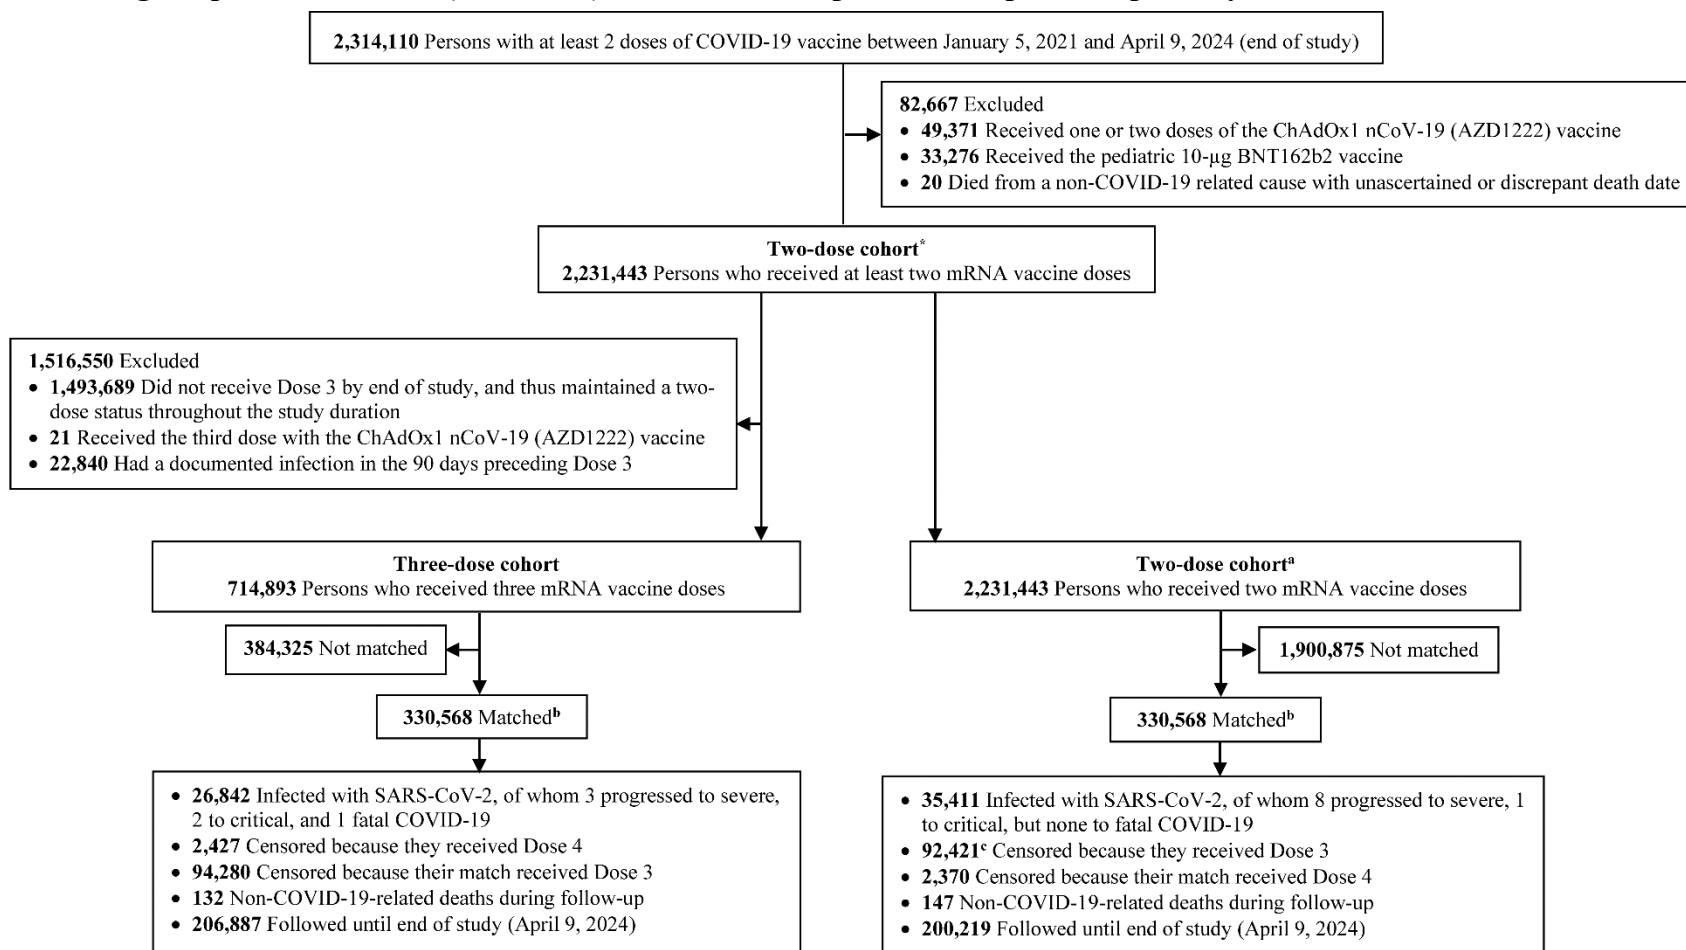 2,314,110 Persons with at least 2 doses of COVID-19 vaccine between January 5, 2021 and April 9, 2024 (end of study)
82,667 Excluded
• 49,371 Received one or two doses of the ChAdOx1 nCoV-19 (AZD1222) vaccine
• 33,276 Received the pediatric 10-µg BNT162b2 vaccine
• 20 Died from a non-COVID-19 related cause with unascertained or discrepant death date
Two-dose cohort*
2,231,443 Persons who received at least two mRNA vaccine doses
1,516,550 Excluded
• 1,493,689 Did not receive Dose 3 by end of study, and thus maintained a two-
dose status throughout the study duration
• 21 Received the third dose with the ChAdOx1 nCoV-19 (AZD1222) vaccine
• 22,840 Had a documented infection in the 90 days preceding Dose 3
Three-dose cohort
714,893 Persons who received three mRNA vaccine doses
384,325 Not matched
330,568 Matchedᵇ
• 26,842 Infected with SARS-CoV-2, of whom 3 progressed to severe,
2 to critical, and 1 fatal COVID-19
• 2,427 Censored because they received Dose 4
• 94,280 Censored because their match received Dose 3
• 132 Non-COVID-19-related deaths during follow-up
• 206,887 Followed until end of study (April 9, 2024)
Two-dose cohortᵃ
2,231,443 Persons who received two mRNA vaccine doses
1,900,875 Not matched
330,568 Matchedᵇ
• 35,411 Infected with SARS-CoV-2, of whom 8 progressed to severe, 1
to critical, but none to fatal COVID-19
• 92,421ᶜ Censored because they received Dose 3
• 2,370 Censored because their match received Dose 4
• 147 Non-COVID-19-related deaths during follow-up
• 200,219 Followed until end of study (April 9, 2024)